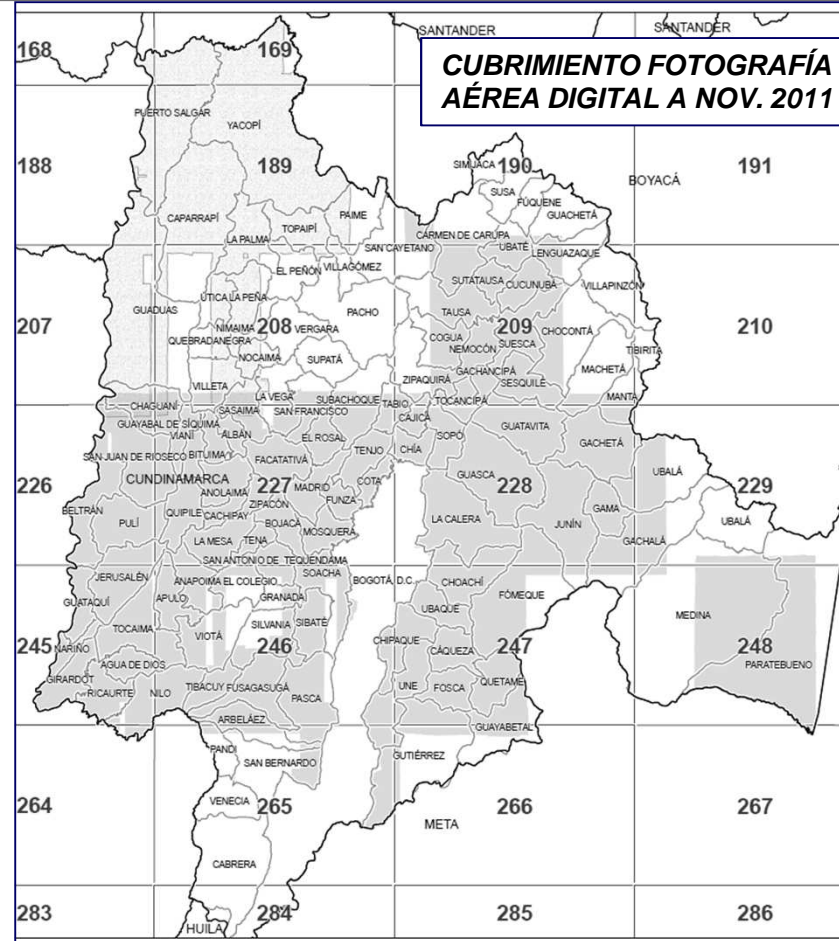 SANTANDER
SANTANDER
168
169
CUBRIMIENTO FOTOGRAFÍA
AÉREA DIGITAL A NOV. 2011
PUERTO SALGAR
YACOPÍ
188
189
SIMIJACA
190
191
BOYACÁ
SUSA
FÚQUENE
GUACHETÁ
CAPARRAPÍ
PAIME
TOPAIPÍ
LA PALMA
SAN CAYETANO
CARMEN DE CARUPA
UBATÉ
LENGUAZAQUE
EL PEÑÓN
VILLAGÓMEZ
SUTATAUSA
CUCUNUBÁ
VILLAPINZÓN
GUADUAS
ÚTICA
LA PEÑA
PACHO
TAUSA
207
NIMAIMA
208
VERGARA
209
CHOCONTÁ
210
QUEBRADANEGRA
COGUA
NEMOCÓN
SUESCA
TIBIRITA
NOCAIMA
SUPATÁ
GACHANCIPÁ
MACHETÁ
VILLETA
ZIPAQUIRÁ
SESQUILÉ
LA VEGA
SUBACHOQUE
TABIO
TOCANCIPÁ
MANTA
CHAGUANÍ
SASAIMA
SAN FRANCISCO
CAJICÁ
GUAYABAL DE SÍQUIMA
VIANÍ
ALBÁN
EL ROSAL
SOPÓ
GUATAVITA
GACHETÁ
SAN JUAN DE RIOSECO
BITUIMA
FACATATIVÁ
TENJO
CHÍA
CUNDINAMARCA
COTA
GUASCA
UBALÁ
226
ANOLAIMA
227
MADRID
228
229
BELTRÁN
PULÍ
QUIPILE
CACHIPAY
ZIPACÓN
FUNZA
GAMA
BOJACÁ
MOSQUERA
LA CALERA
JUNÍN
UBALÁ
LA MESA
TENA
GACHALÁ
SAN ANTONIO DE TEQUENDAMA
JERUSALÉN
ANAPOIMA
EL COLEGIO
SOACHA
BOGOTÁ, D.C.
CHOACHÍ
GUATAQUÍ
APULO
GRANADA
FÓMEQUE
UBAQUE
MEDINA
TOCAIMA
VIOTÁ
SILVANIA
SIBATÉ
CHIPAQUE
245
NARIÑO
246
CÁQUEZA
247
248
AGUA DE DIOS
PARATEBUENO
GIRARDOT
RICAURTE
NILO
TIBACUY
FUSAGASUGÁ
PASCA
UNE
FOSCA
QUETAME
ARBELÁEZ
GUAYABETAL
PANDI
SAN BERNARDO
GUTIÉRREZ
VENECIA
264
265
266
267
META
CABRERA
283
HUILA
284
285
286